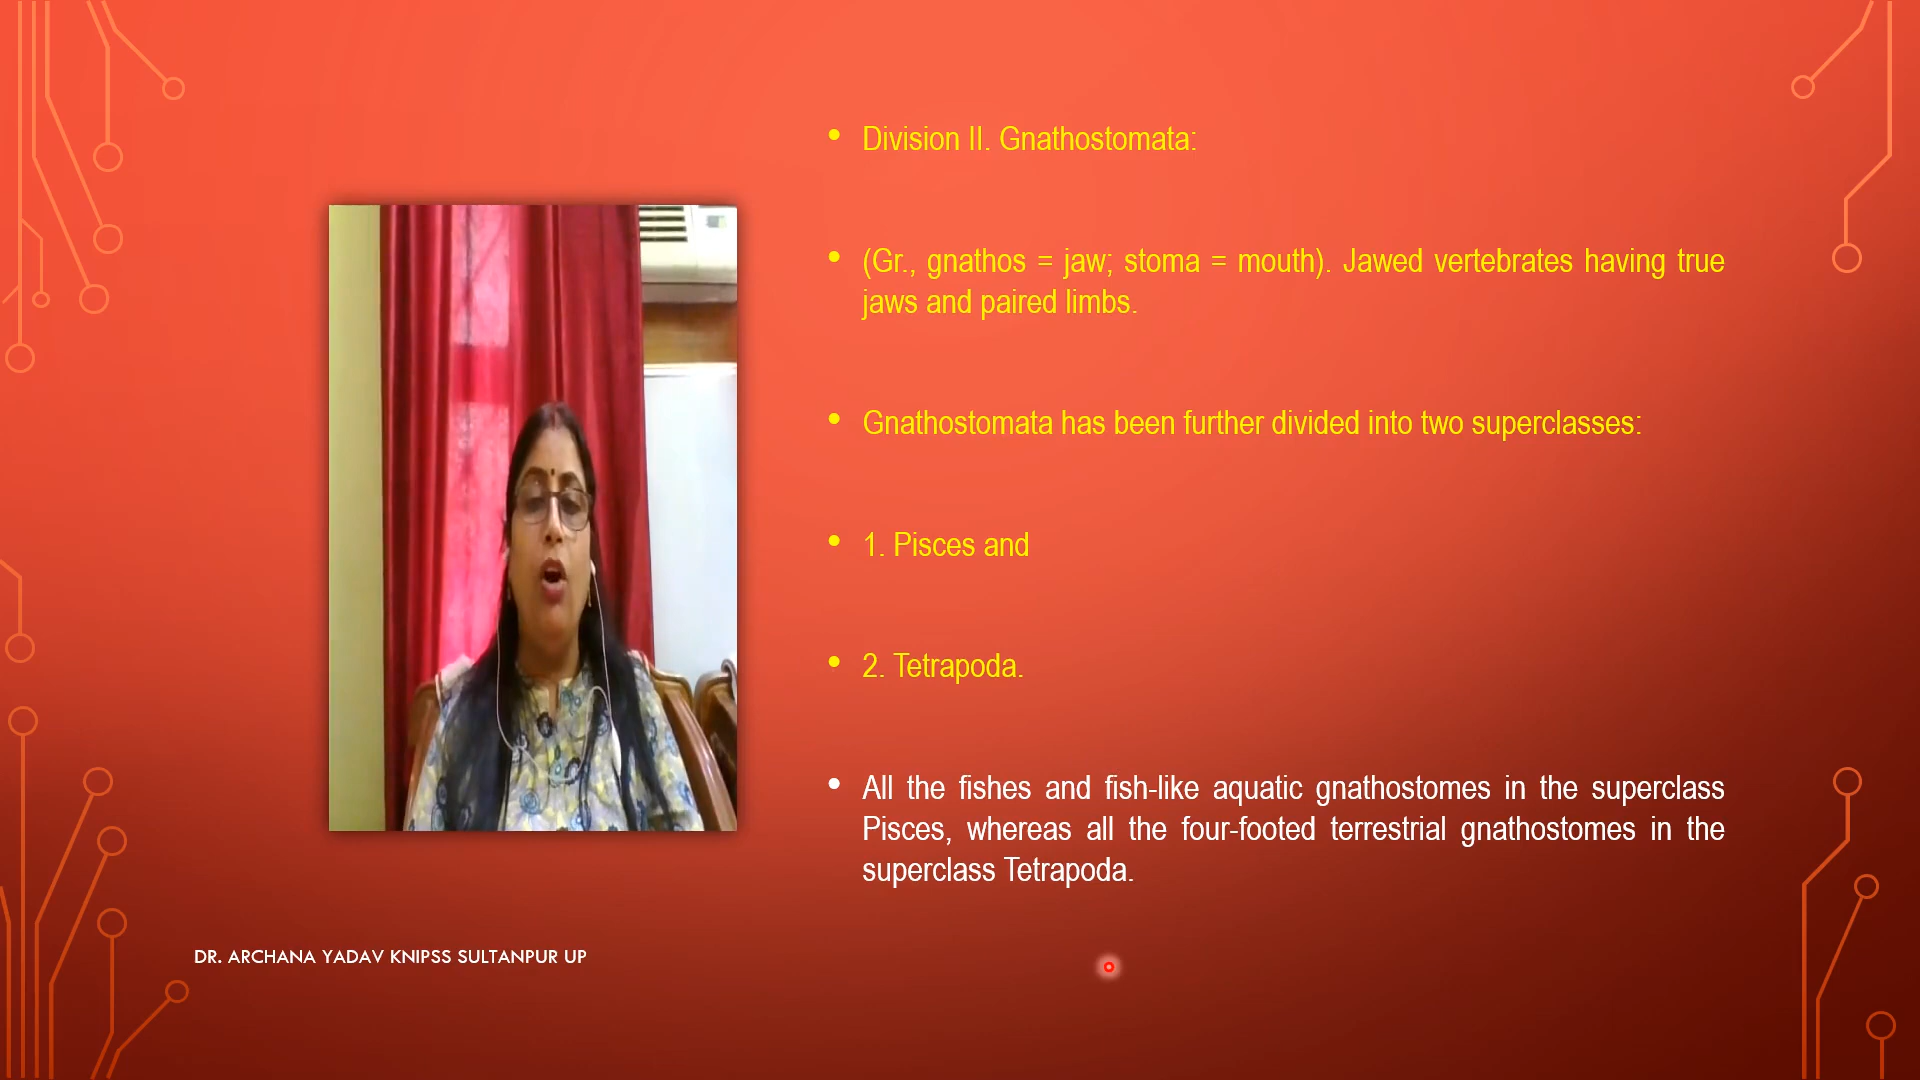 Division II. Gnathostomata:
(Gr., gnathos = jaw; stoma = mouth). Jawed vertebrates having true
jaws and paired limbs.
Gnathostomata has been further divided into two superclasses:
1. Pisces and
2. Tetrapoda.
All the fishes and fish-like aquatic gnathostomes in the superclass
Pisces, whereas all the four-footed terrestrial gnathostomes in the
superclass Tetrapoda.
DR. ARCHANA YADAV KNIPSS SULTANPUR UP